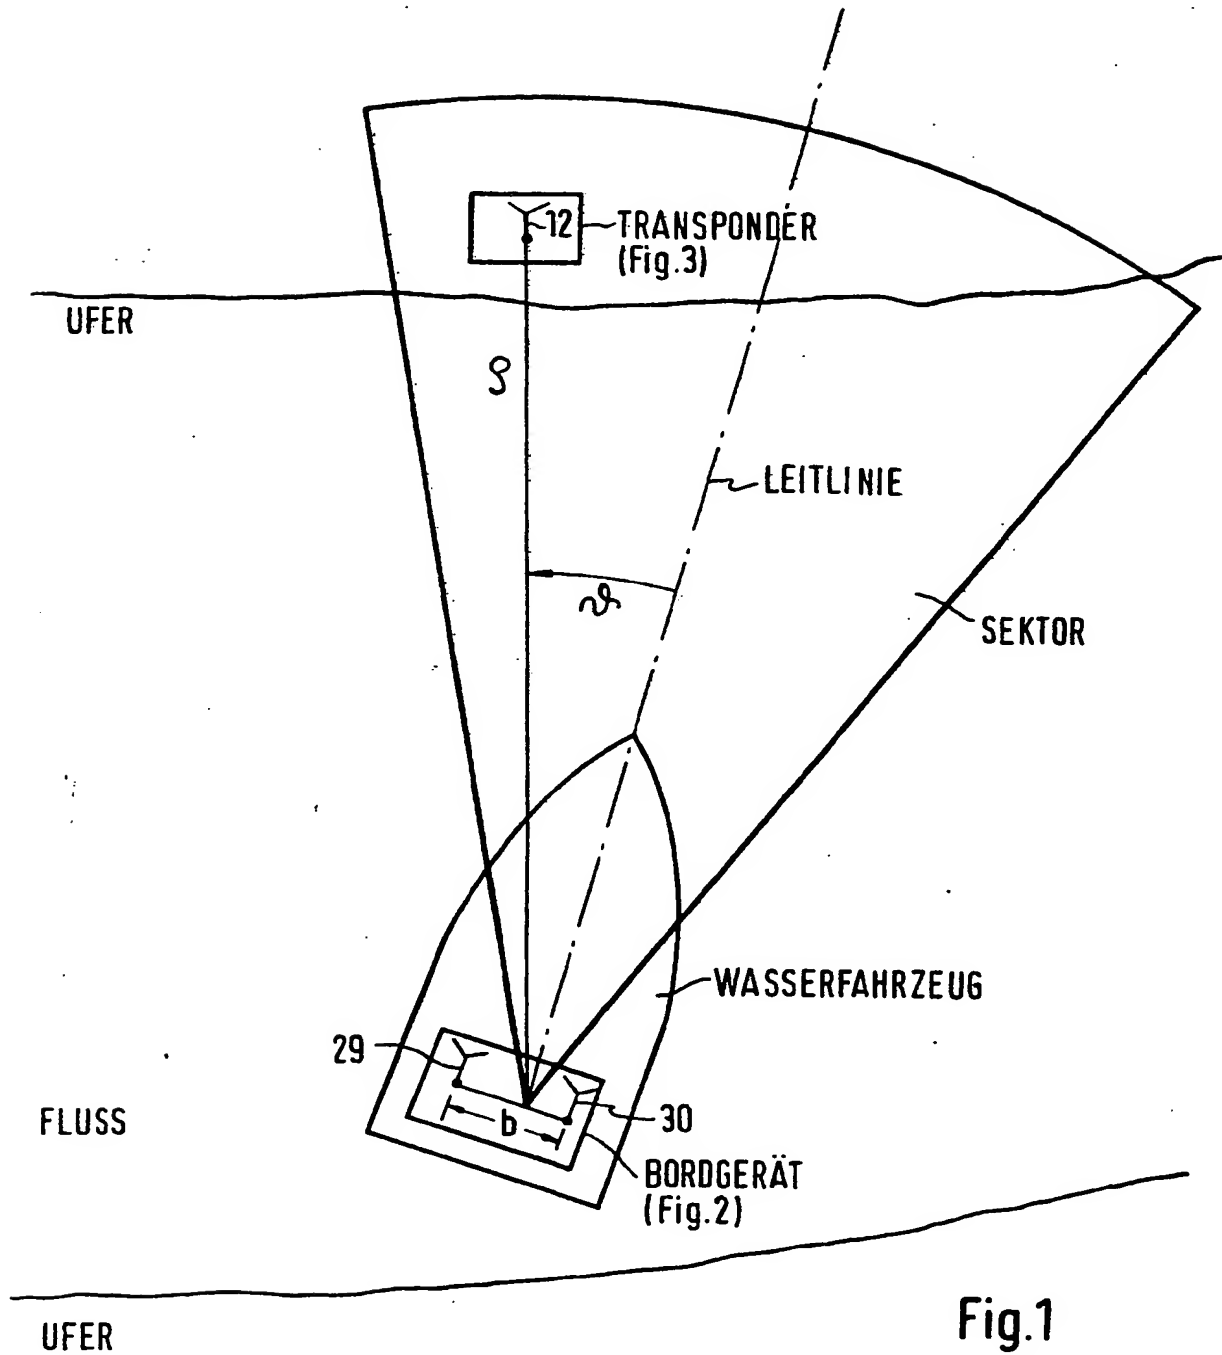 12
TRANSPONDER
(Fig.3)
UFER
ρ
LEITLINIE
ϑ
SEKTOR
WASSERFAHRZEUG
29
FLUSS
b
30
BORDGERÄT
(Fig.2)
Fig.1
UFER